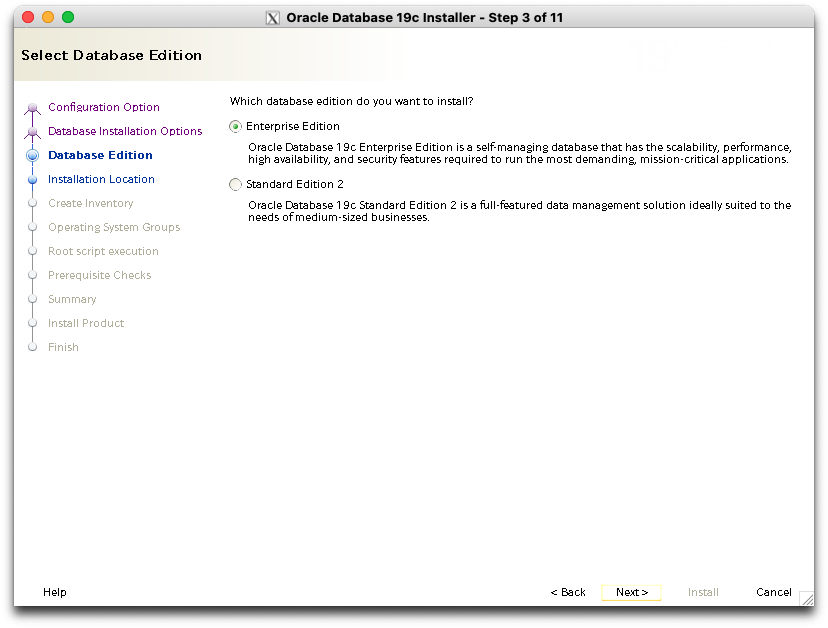 Oracle Database 19c Installer - Step 3 of 11
Select Database Edition
Configuration Option
Database Installation Options
Database Edition
Installation Location
Create Inventory
Operating System Groups
Root script execution
Prerequisite Checks
Summary
Install Product
Finish
Which database edition do you want to install?
Enterprise Edition
Oracle Database 19c Enterprise Edition is a self-managing database that has the scalability, performance,
high availability, and security features required to run the most demanding, mission-critical applications.
Standard Edition 2
Oracle Database 19c Standard Edition 2 is a full-featured data management solution ideally suited to the
needs of medium-sized businesses.
Help
< Back
Next >
Install
Cancel